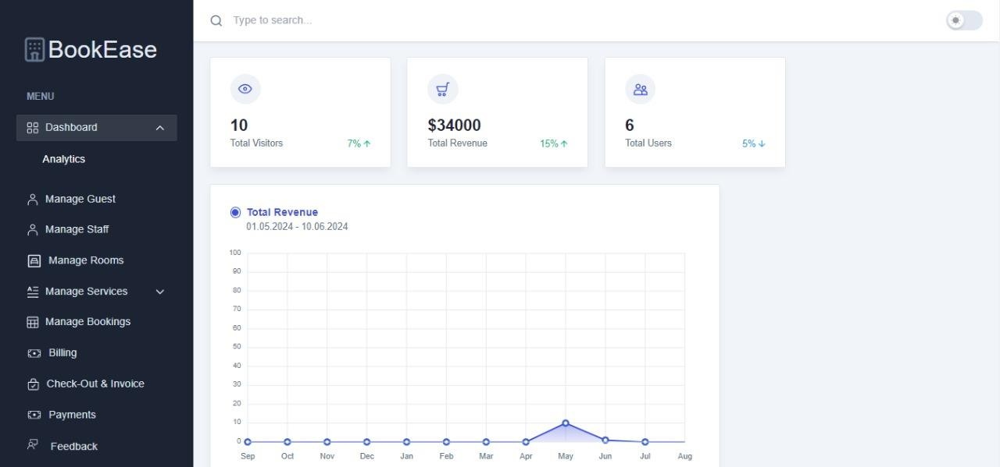 BookEase
MENU
Dashboard
Analytics
Manage Guest
Manage Staff
Manage Rooms
Manage Services
Manage Bookings
Billing
Check-Out & Invoice
Payments
Feedback
Type to search...
10
Total Visitors 7%
$34000
Total Revenue 15%
6
Total Users 5%
Total Revenue
01.05.2024 - 10.06.2024
100
90
80
70
60
50
40
30
20
10
0
Sep Oct Nov Dec Jan Feb Mar Apr May Jun Jul Aug